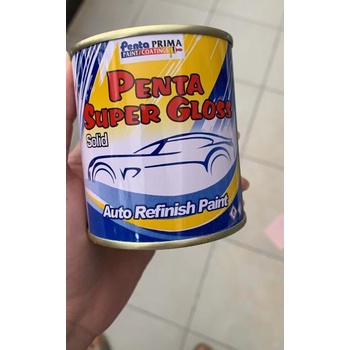 Penta PRIMA
PAINT/COATINGS
PENTA
SUPER GLOSS
Solid
Auto Refinish Paint